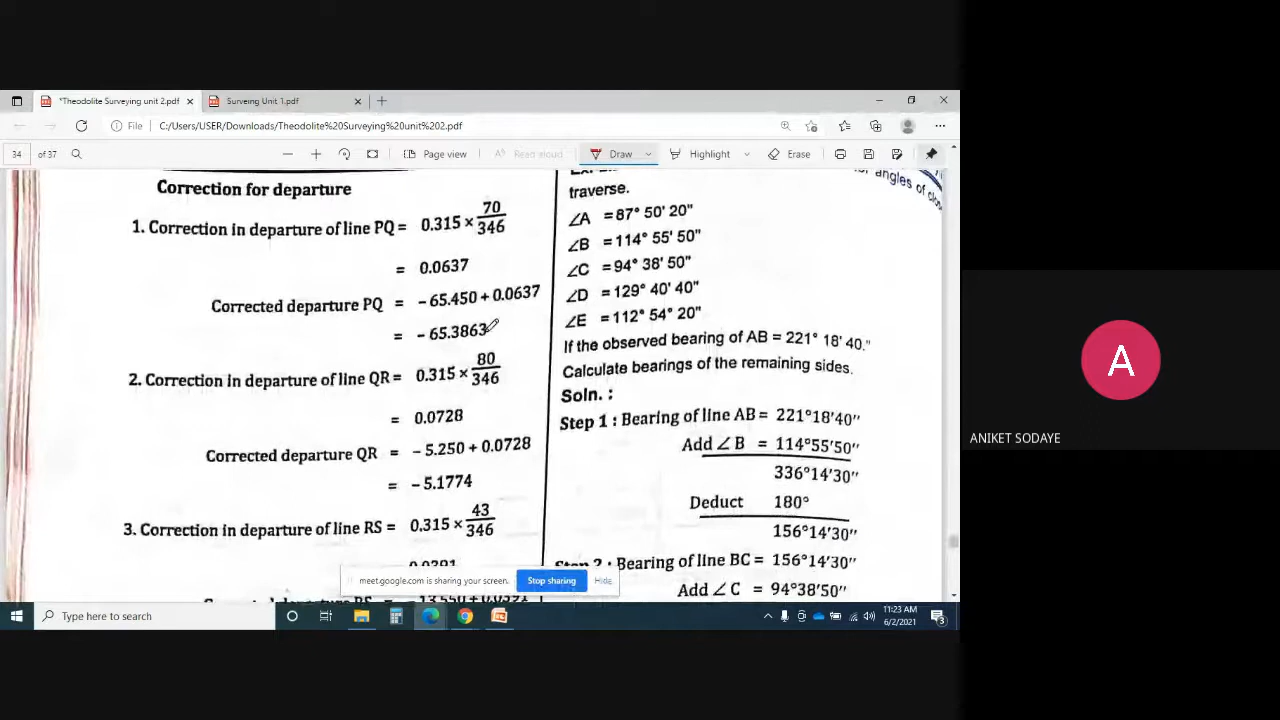 *Theodolite Surveying unit 2.pdf
Surveing Unit 1.pdf
File C:/Users/USER/Downloads/Theodolite%20Surveying%20unit%202.pdf
34 of 37
Page view
Read aloud
Draw
Highlight
Erase
Correction for departure
1. Correction in departure of line PQ = 0.315 × 70/346
= 0.0637
Corrected departure PQ = - 65.450 + 0.0637
= - 65.3863
2. Correction in departure of line QR = 0.315 × 80/346
= 0.0728
Corrected departure QR = - 5.250 + 0.0728
= - 5.1774
3. Correction in departure of line RS = 0.315 × 43/346
angles of
traverse.
∠A = 87° 50' 20"
∠B = 114° 55' 50"
∠C = 94° 38' 50"
∠D = 129° 40' 40"
∠E = 112° 54' 20"
If the observed bearing of AB = 221° 18' 40."
Calculate bearings of the remaining sides.
Soln. :
Step 1 : Bearing of line AB = 221°18'40"
Add ∠B = 114°55'50"
336°14'30"
Deduct 180°
156°14'30"
Step 2 : Bearing of line BC = 156°14'30"
Add ∠C = 94°38'50"
meet.google.com is sharing your screen.
Stop sharing
Hide
Type here to search
11:23 AM
6/2/2021
3
A
ANIKET SODAYE